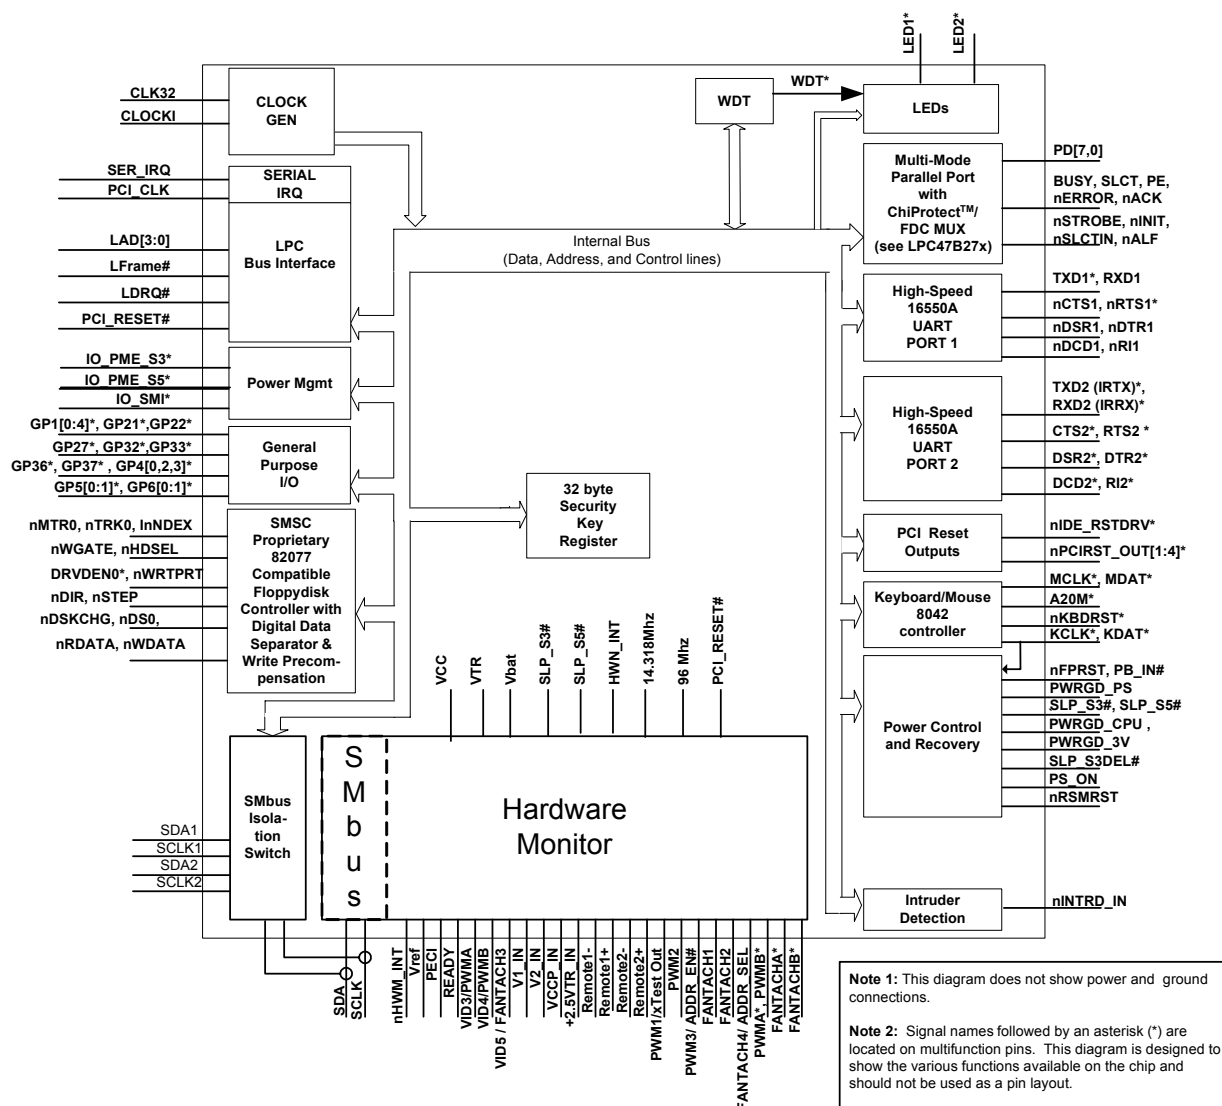 LED1*
LED2*
CLK32
CLOCKI
CLOCK
GEN
WDT
WDT*
LEDs
SER_IRQ
PCI_CLK
SERIAL
IRQ
LAD[3:0]
LFrame#
LDRQ#
PCI_RESET#
LPC
Bus Interface
Internal Bus
(Data, Address, and Control lines)
Multi-Mode
Parallel Port
with
ChiProtect™/
FDC MUX
(see LPC47B27x)
PD[7,0]
BUSY, SLCT, PE,
nERROR, nACK
nSTROBE, nINIT,
nSLCTIN, nALF
High-Speed
16550A
UART
PORT 1
TXD1*, RXD1
nCTS1, nRTS1*
nDSR1, nDTR1
nDCD1, nRI1
IO_PME_S3*
IO_PME_S5*
IO_SMI*
Power Mgmt
High-Speed
16550A
UART
PORT 2
TXD2 (IRTX)*,
RXD2 (IRRX)*
CTS2*, RTS2 *
DSR2*, DTR2*
DCD2*, RI2*
GP1[0:4]*, GP21*,GP22*
GP27*, GP32*,GP33*
GP36*, GP37* , GP4[0,2,3]*
GP5[0:1]*, GP6[0:1]*
General
Purpose
I/O
32 byte
Security
Key
Register
nMTR0, nTRK0, InNDEX
nWGATE, nHDSEL
DRVDEN0*, nWRTPRT
nDIR, nSTEP
nDSKCHG, nDS0,
nRDATA, nWDATA
SMSC
Proprietary
82077
Compatible
Floppydisk
Controller with
Digital Data
Separator &
Write Precom-
pensation
PCI Reset
Outputs
nIDE_RSTDRV*
nPCIRST_OUT[1:4]*
Keyboard/Mouse
8042
controller
MCLK*, MDAT*
A20M*
nKBDRST*
KCLK*, KDAT*
Power Control
and Recovery
nFPRST, PB_IN#
PWRGD_PS
SLP_S3#, SLP_S5#
PWRGD_CPU ,
PWRGD_3V
SLP_S3DEL#
PS_ON
nRSMRST
VCC
VTR
Vbat
SLP_S3#
SLP_S5#
HWN_INT
14.318Mhz
96 Mhz
PCI_RESET#
SDA1
SCLK1
SDA2
SCLK2
SMbus
Isola-
tion
Switch
S
M
b
u
s
Hardware
Monitor
Intruder
Detection
nINTRD_IN
SDA
SCLK
nHWM_INT
Vref
PECI
READY
VID3/PWMA
VID4/PWMB
VID5 / FANTACH3
V1_IN
V2_IN
VCCP_IN
+2.5VTR_IN
Remote1-
Remote1+
Remote2-
Remote2+
PWM1/xTest Out
PWM2
PWM3/ ADDR_EN#
FANTACH1
FANTACH2
FANTACH4/ ADDR_SEL
PWMA*, PWMB*
FANTACHA*
FANTACHB*
Note 1: This diagram does not show power and ground
connections.
Note 2: Signal names followed by an asterisk (*) are
located on multifunction pins. This diagram is designed to
show the various functions available on the chip and
should not be used as a pin layout.